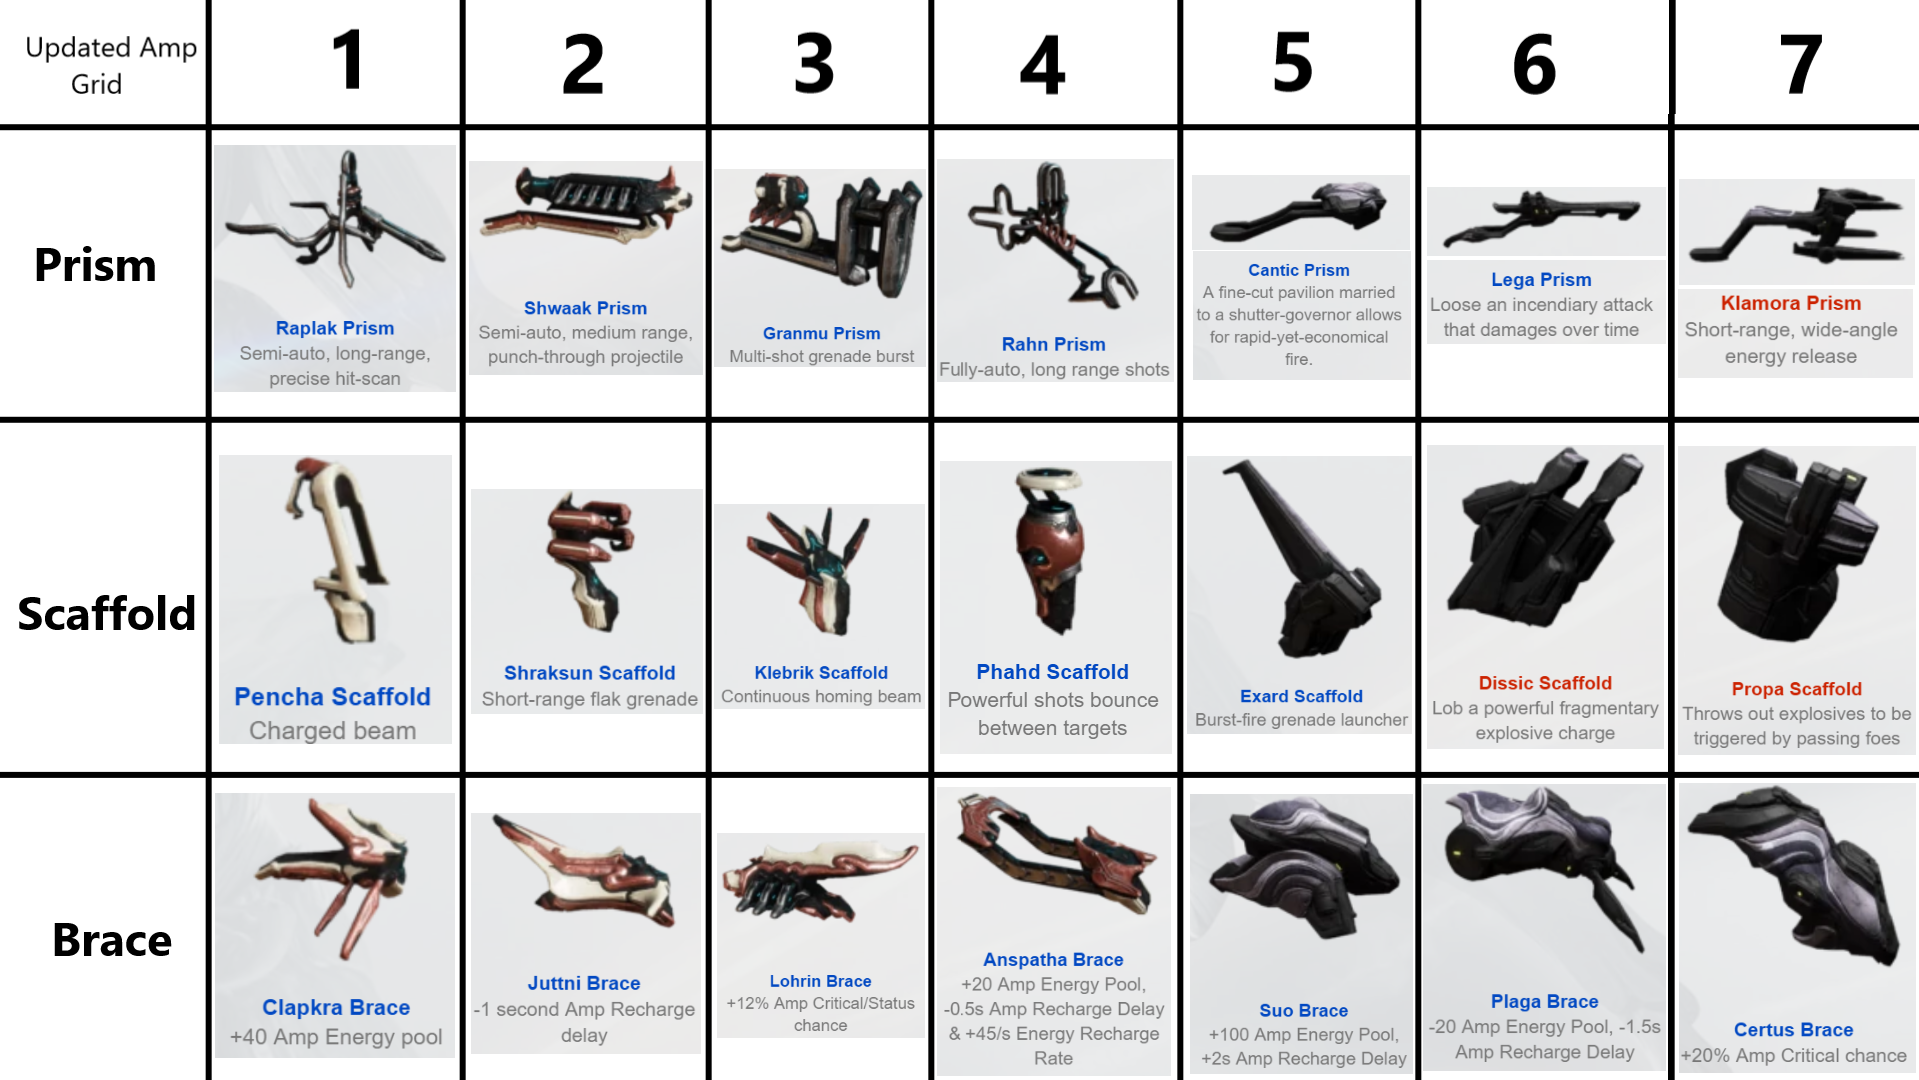 Updated Amp
Grid
1
2
3
4
5
6
7
Prism
Raplak Prism
Semi-auto, long-range,
precise hit-scan
Shwaak Prism
Semi-auto, medium range,
punch-through projectile
Granmu Prism
Multi-shot grenade burst
Rahn Prism
Fully-auto, long range shots
Cantic Prism
A fine-cut pavilion married
to a shutter-governor allows
for rapid-yet-economical
fire.
Lega Prism
Loose an incendiary attack
that damages over time
Klamora Prism
Short-range, wide-angle
energy release
Scaffold
Pencha Scaffold
Charged beam
Shraksun Scaffold
Short-range flak grenade
Klebrik Scaffold
Continuous homing beam
Phahd Scaffold
Powerful shots bounce
between targets
Exard Scaffold
Burst-fire grenade launcher
Dissic Scaffold
Lob a powerful fragmentary
explosive charge
Propa Scaffold
Throws out explosives to be
triggered by passing foes
Brace
Clapkra Brace
+40 Amp Energy pool
Juttni Brace
-1 second Amp Recharge
delay
Lohrin Brace
+12% Amp Critical/Status
chance
Anspatha Brace
+20 Amp Energy Pool,
-0.5s Amp Recharge Delay
& +45/s Energy Recharge
Rate
Suo Brace
+100 Amp Energy Pool,
+2s Amp Recharge Delay
Plaga Brace
-20 Amp Energy Pool, -1.5s
Amp Recharge Delay
Certus Brace
+20% Amp Critical chance